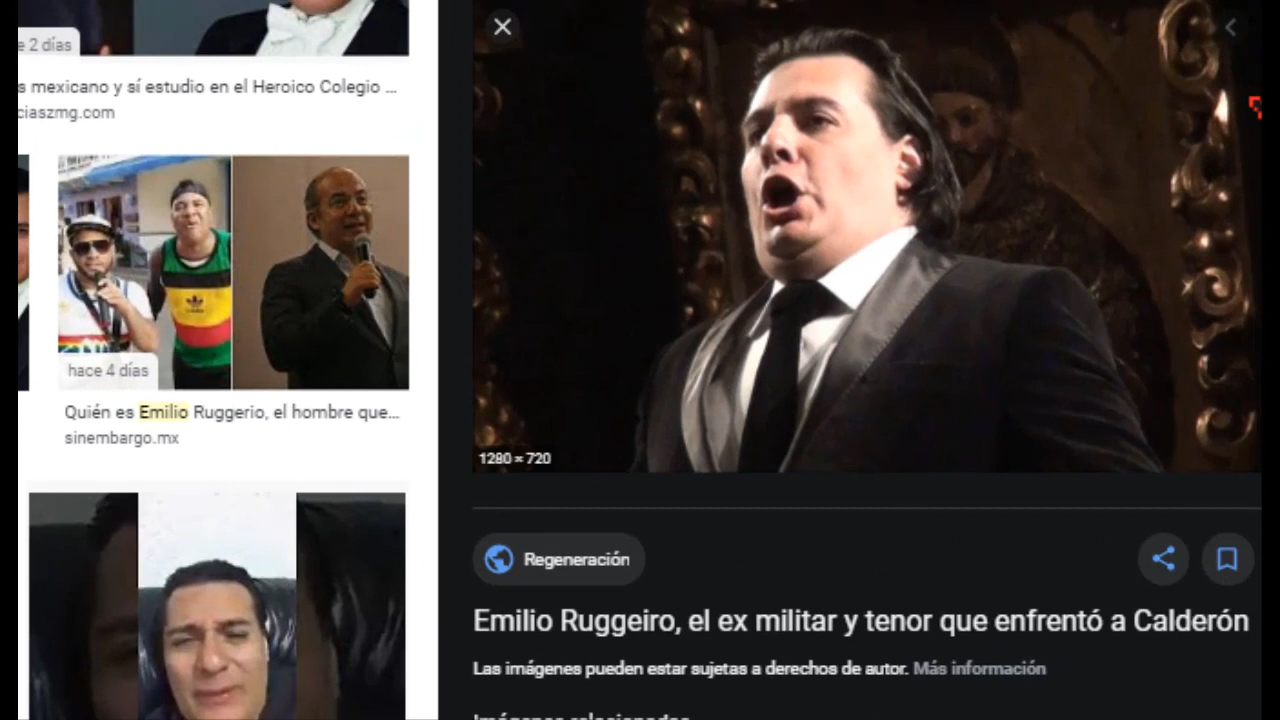 e 2 días
s mexicano y sí estudio en el Heroico Colegio ...
ciaszmg.com
hace 4 días
Quién es Emilio Ruggerio, el hombre que...
sinembargo.mx
1280 × 720
Regeneración
Emilio Ruggeiro, el ex militar y tenor que enfrentó a Calderón
Las imágenes pueden estar sujetas a derechos de autor. Más información
Imágenes relacionadas